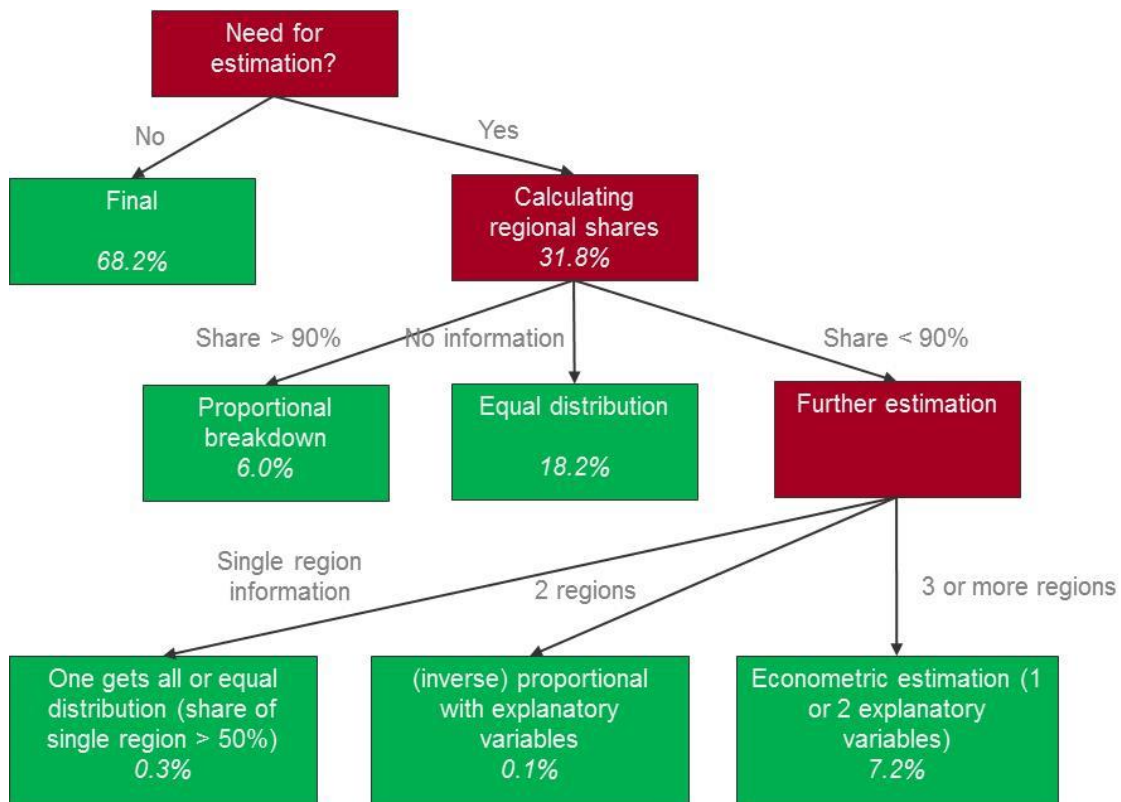 Need for
estimation?
No
Yes
Final
68.2%
Calculating
regional shares
31.8%
Share > 90%
No information
Share < 90%
Proportional
breakdown
6.0%
Equal distribution
18.2%
Further estimation
Single region
information
2 regions
3 or more regions
One gets all or equal
distribution (share of
single region > 50%)
0.3%
(inverse) proportional
with explanatory
variables
0.1%
Econometric estimation (1
or 2 explanatory
variables)
7.2%